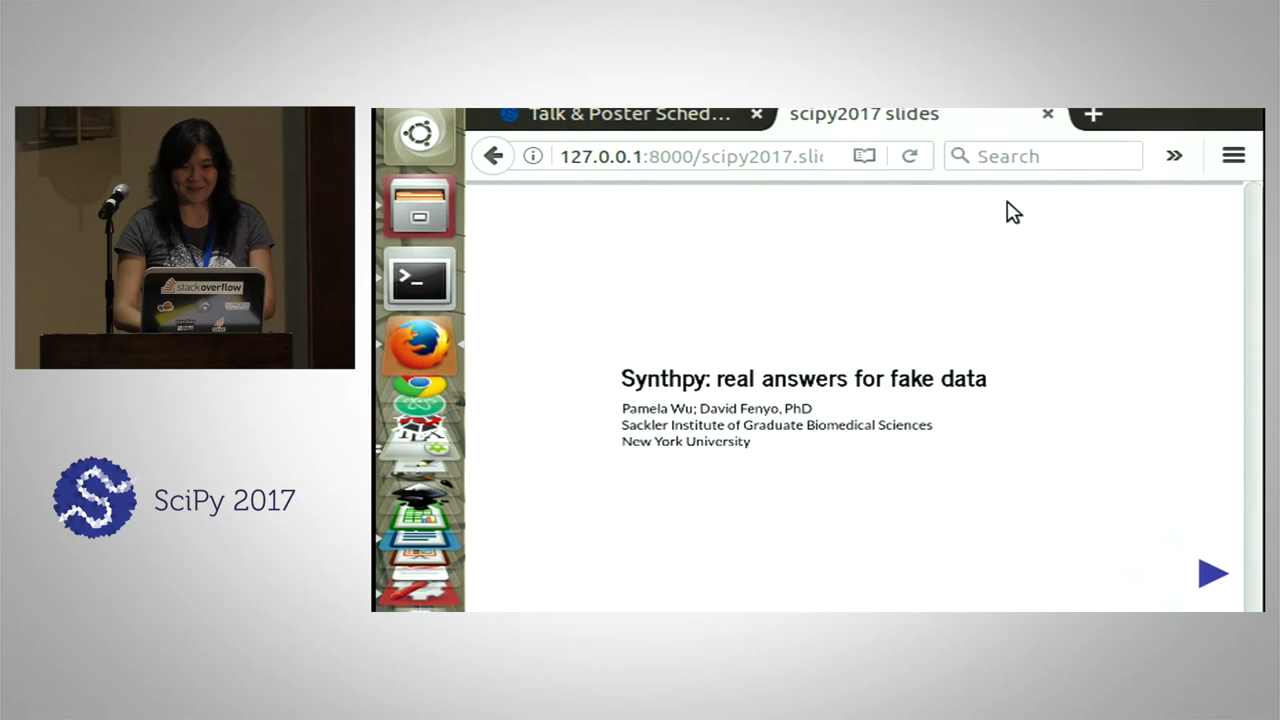 Talk & Poster Sched...
scipy2017 slides
127.0.0.1:8000/scipy2017.slic
Search
stackoverflow
Synthpy: real answers for fake data
Pamela Wu; David Fenyo, PhD
Sackler Institute of Graduate Biomedical Sciences
New York University
SciPy 2017